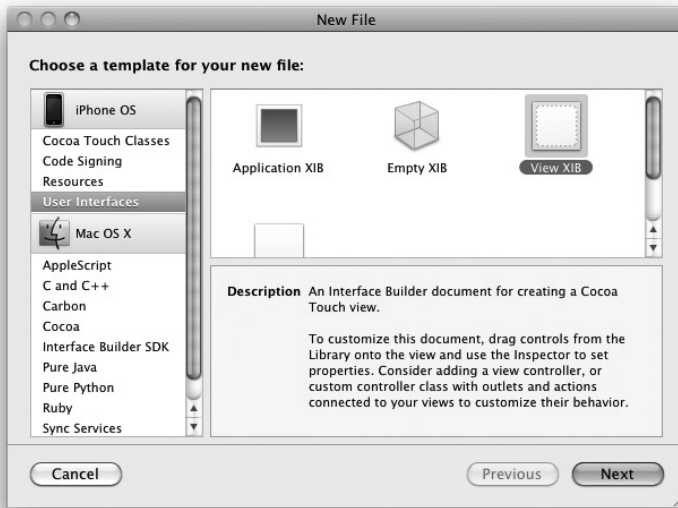 New File
Choose a template for your new file:
iPhone OS
Cocoa Touch Classes
Code Signing
Resources
User Interfaces
Mac OS X
AppleScript
C and C++
Carbon
Cocoa
Interface Builder SDK
Pure Java
Pure Python
Ruby
Sync Services
Application XIB
Empty XIB
View XIB
Description An Interface Builder document for creating a Cocoa
Touch view.
To customize this document, drag controls from the
Library onto the view and use the Inspector to set
properties. Consider adding a view controller, or
custom controller class with outlets and actions
connected to your views to customize their behavior.
Cancel
Previous
Next